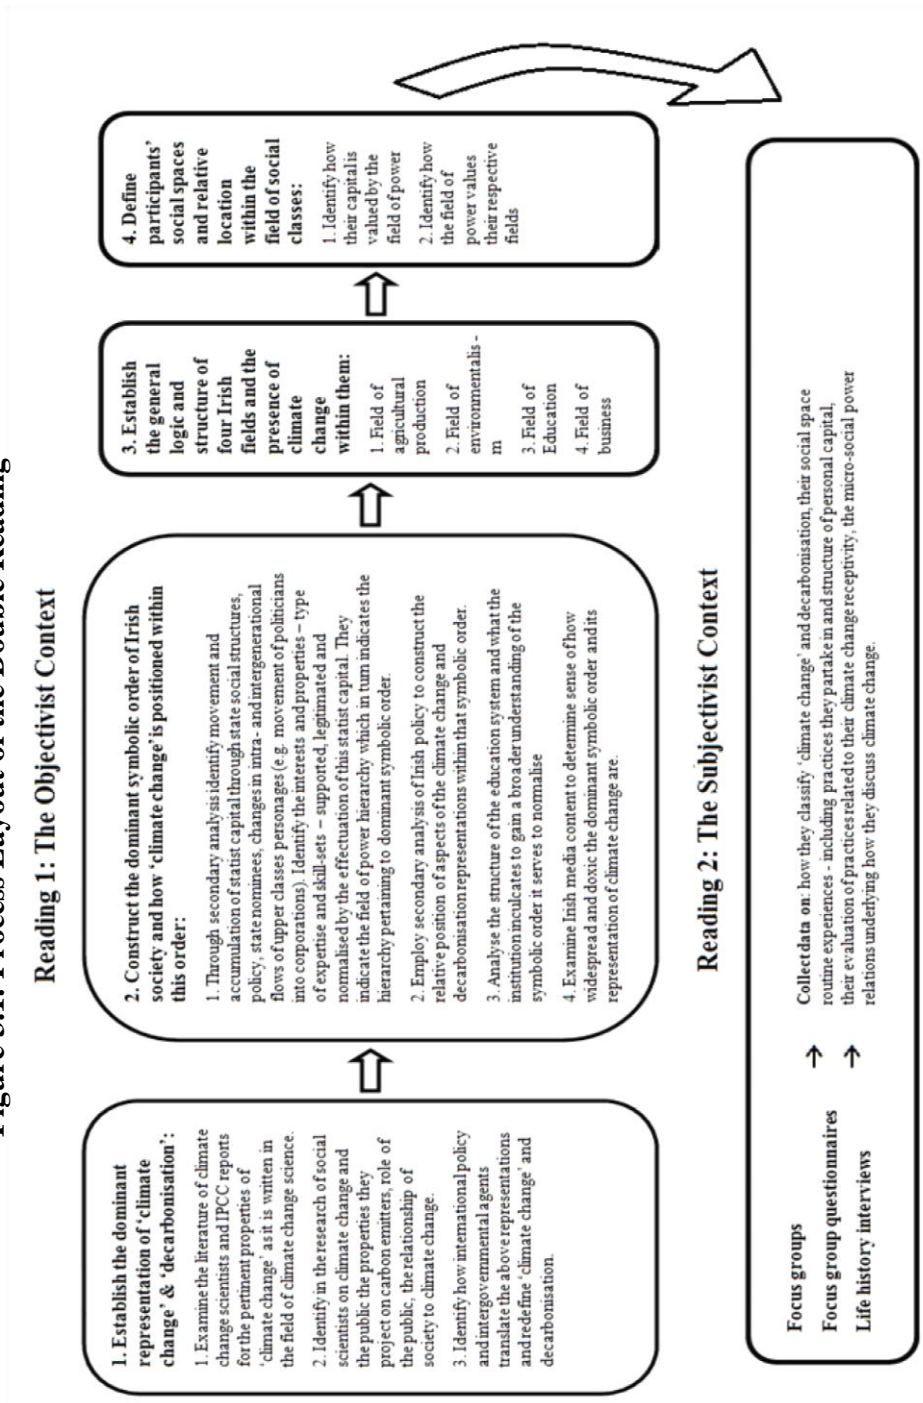 Figure 5.1: Process Layout of the Double Reading
Reading 1: The Objectivist Context
1. Establish the dominant
representation of ‘climate
change’ & ‘decarbonisation’:
1. Examine the literature of climate
change scientists and IPCC reports
for the pertinent properties of
‘climate change’ as it is written in
the field of climate change science.
2. Identify in the research of social
scientists on climate change and
the public the properties they
project on carbon emitters, role of
the public, the relationship of
society to climate change.
3. Identify how international policy
and intergovernmental agents
translate the above representations
and redefine ‘climate change’ and
decarbonisation.
2. Construct the dominant symbolic order of Irish
society and how ‘climate change’ is positioned within
this order:
1. Through secondary analysis identify movement and
accumulation of statist capital through state social structures,
policy, state nominees, changes in intra- and intergenerational
flows of upper classes personages (e.g. movement of politicians
into corporations). Identify the interests and properties – type
of expertise and skill-sets – supported, legitimated and
normalised by the effectuation of this statist capital. They
indicate the field of power hierarchy which in turn indicates the
hierarchy pertaining to dominant symbolic order.
2. Employ secondary analysis of Irish policy to construct the
relative position of aspects of the climate change and
decarbonisation representations within that symbolic order.
3. Analyse the structure of the education system and what the
institution inculcates to gain a broader understanding of the
symbolic order it serves to normalise
4. Examine Irish media content to determine sense of how
widespread and doxic the dominant symbolic order and its
representation of climate change are.
3. Establish
the general
logic and
structure of
four Irish
fields and the
presence of
climate
change
within them:
1. Field of
agricultural
production
2. Field of
environmentalis-
m
3. Field of
Education
4. Field of
business
4. Define
participants’
social spaces
and relative
location
within the
field of social
classes:
1. Identify how
their capital is
valued by the
field of power
2. Identify how
the field of
power values
their respective
fields
Reading 2: The Subjectivist Context
Focus groups
Focus group questionnaires →
Life history interviews →
Collect data on: how they classify ‘climate change’ and decarbonisation, their social space
routine experiences - including practices they partake in and structure of personal capital,
their evaluation of practices related to their climate change receptivity, the micro-social power
relations underlying how they discuss climate change.